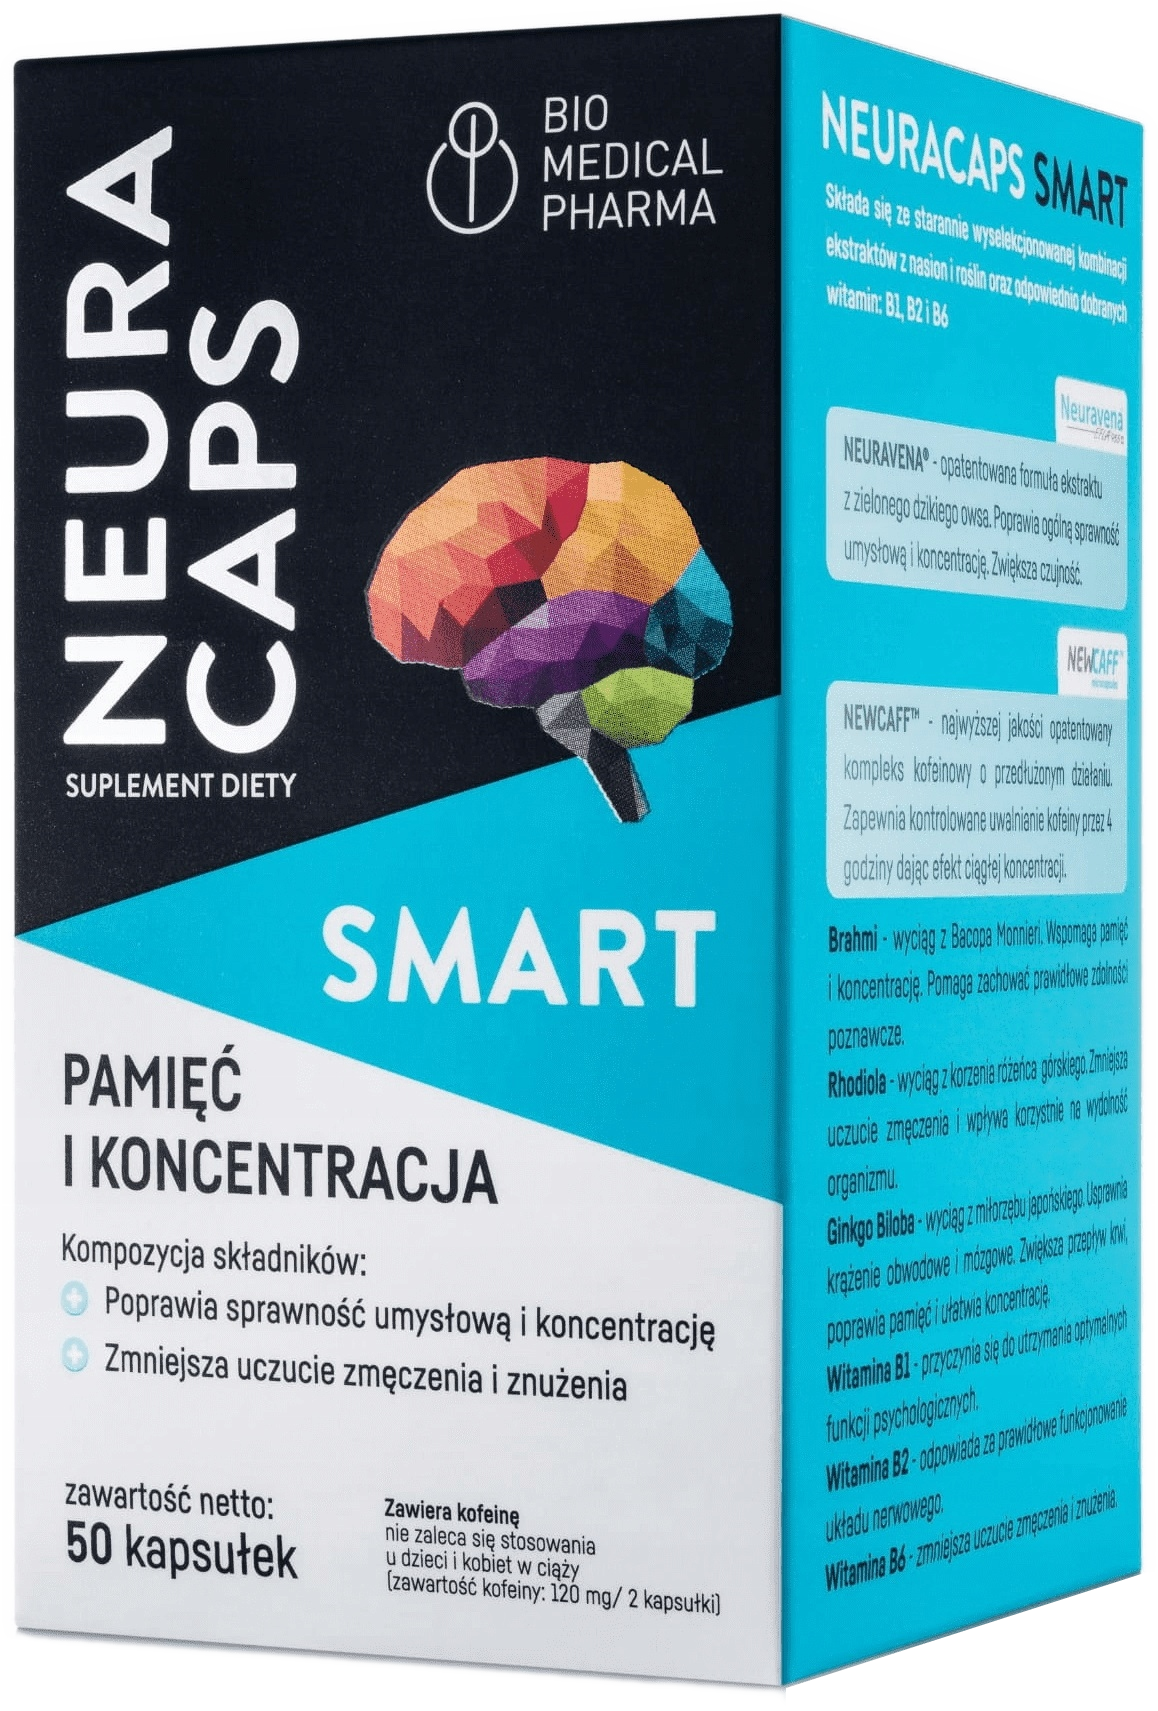 NEURA
CAPS
SUPLEMENT DIETY
BIO
MEDICAL
PHARMA
SMART
PAMIĘĆ
I KONCENTRACJA
Kompozycja składników:
Poprawia sprawność umysłową i koncentrację
Zmniejsza uczucie zmęczenia i znużenia
zawartość netto:
50 kapsułek
Zawiera kofeinę
nie zaleca się stosowania
u dzieci i kobiet w ciąży
(zawartość kofeiny: 120 mg/ 2 kapsułki)
NEURACAPS SMART
Składa się ze starannie wyselekcjonowanej kombinacji
ekstraktów z nasion i roślin oraz odpowiednio dobranych
witamin: B1, B2 i B6
Neuravena
NEURAVENA® - opatentowana formuła ekstraktu
z zielonego dzikiego owsa. Poprawia ogólną sprawność
umysłową i koncentrację. Zwiększa czujność.
NEWCAFF™
microcapsules
NEWCAFF™ - najwyższej jakości opatentowany
kompleks kofeinowy o przedłużonym działaniu.
Zapewnia kontrolowane uwalnianie kofeiny przez 4
godziny dając efekt ciągłej koncentracji.
Brahmi - wyciąg z Bacopa Monnieri. Wspomaga pamięć
i koncentrację. Pomaga zachować prawidłowe zdolności
poznawcze.
Rhodiola - wyciąg z korzenia różeńca górskiego. Zmniejsza
uczucie zmęczenia i wpływa korzystnie na wydolność
organizmu.
Ginkgo Biloba - wyciąg z miłorzębu japońskiego. Usprawnia
krążenie obwodowe i mózgowe. Zwiększa przepływ krwi,
poprawia pamięć i ułatwia koncentrację.
Witamina B1 - przyczynia się do utrzymania optymalnych
funkcji psychologicznych.
Witamina B2 - odpowiada za prawidłowe funkcjonowanie
układu nerwowego.
Witamina B6 - zmniejsza uczucie zmęczenia i znużenia.